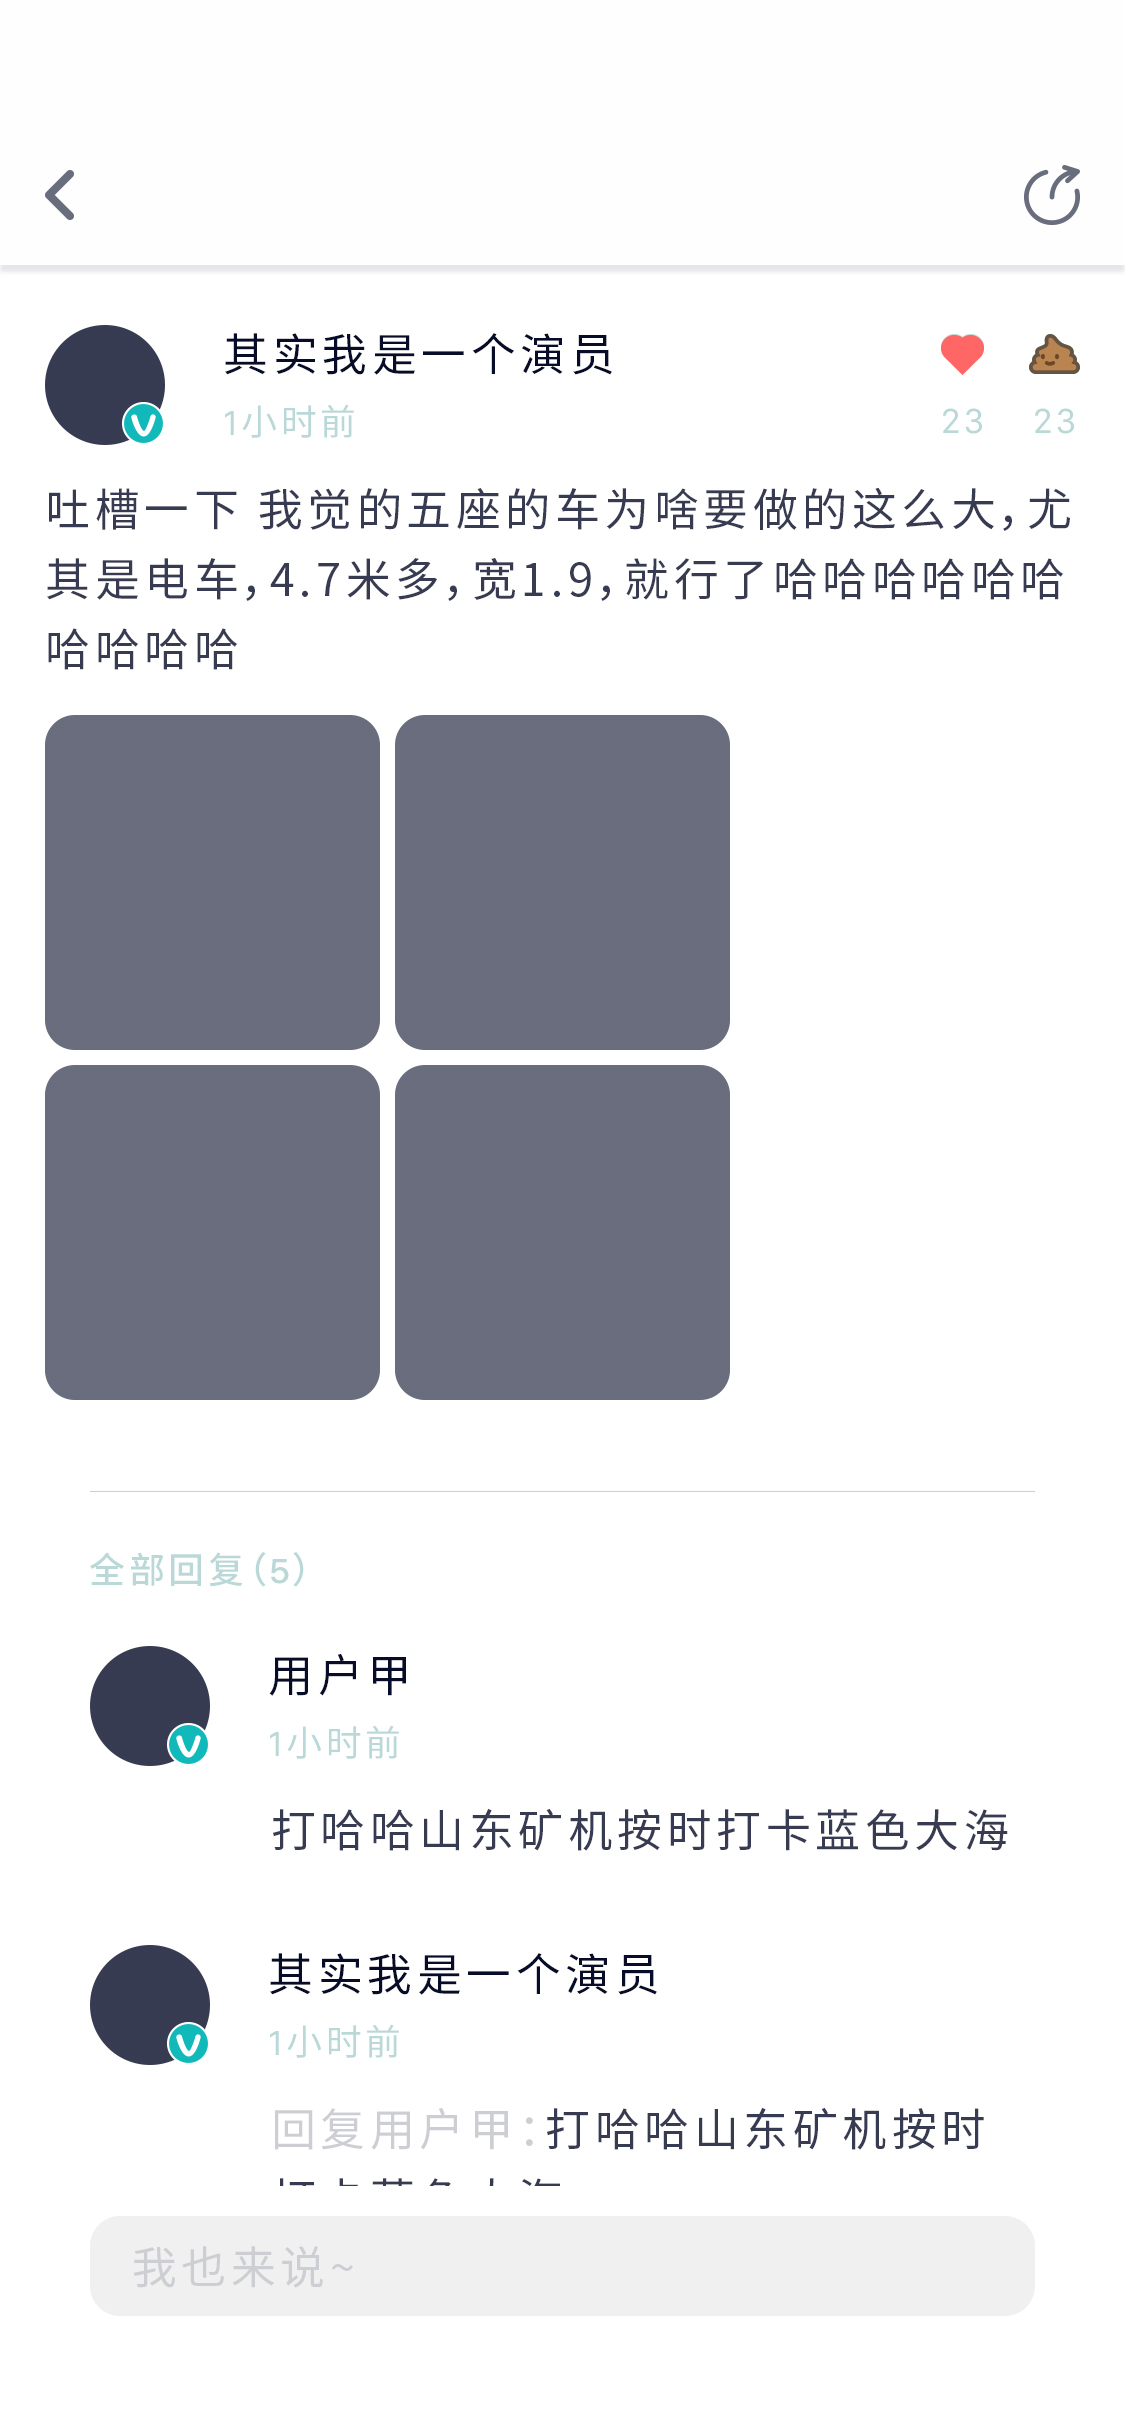 其实我是一个演员
1小时前
23
23
吐槽一下 我觉的五座的车为啥要做的这么大，尤
其是电车，4.7米多，宽1.9，就行了哈哈哈哈哈哈
哈哈哈哈
全部回复（5）
用户甲
1小时前
打哈哈山东矿机按时打卡蓝色大海
其实我是一个演员
1小时前
回复用户甲：打哈哈山东矿机按时
我也来说~